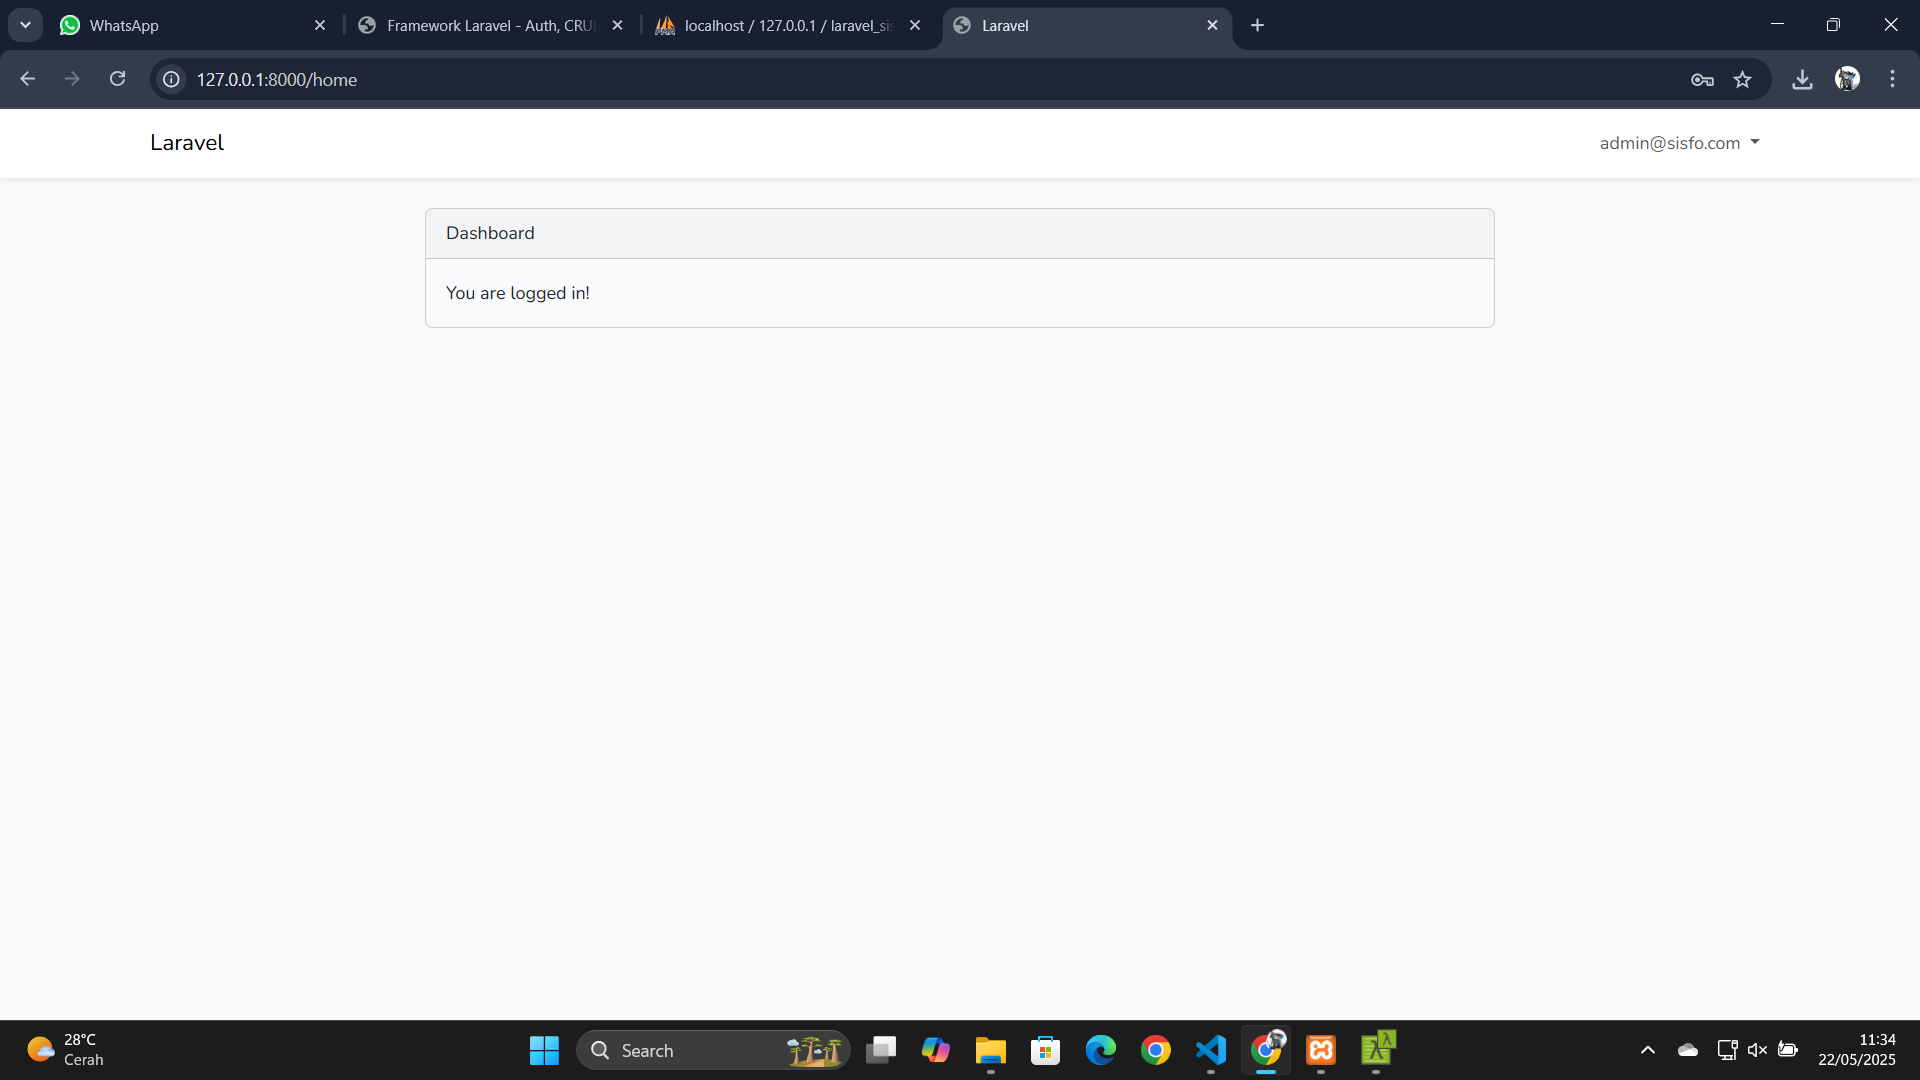 WhatsApp
Framework Laravel - Auth, CRU
localhost / 127.0.0.1 / laravel_si
Laravel
127.0.0.1:8000/home
Laravel
admin@sisfo.com
Dashboard
You are logged in!
28°C
Cerah
Search
11:34
22/05/2025